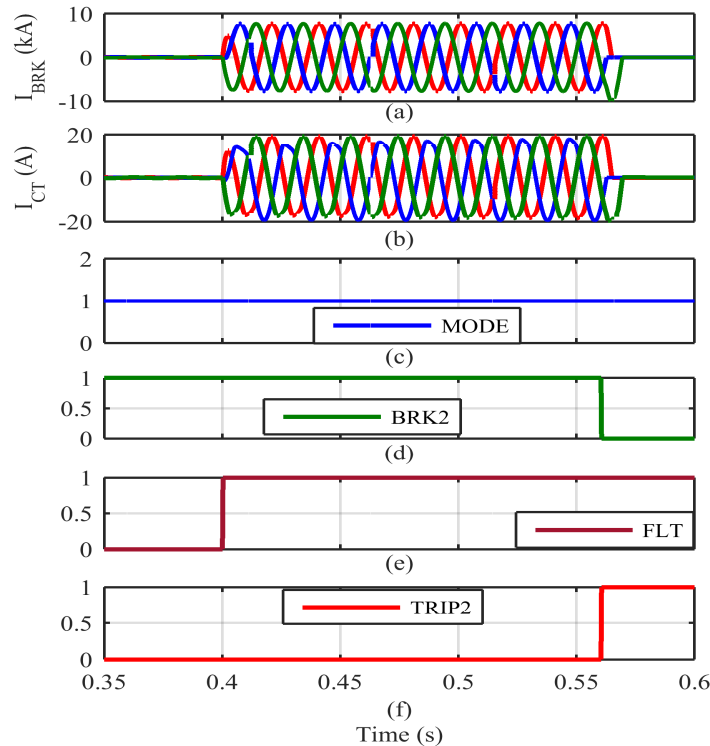 I_BRK (kA)
10
0
-10
(a)
I_CT (A)
20
0
-20
(b)
2
1
0
MODE
(c)
1
0.5
0
BRK2
(d)
1
0.5
0
FLT
(e)
1
0.5
0
TRIP2
0.35 0.4 0.45 0.5 0.55 0.6
(f)
Time (s)